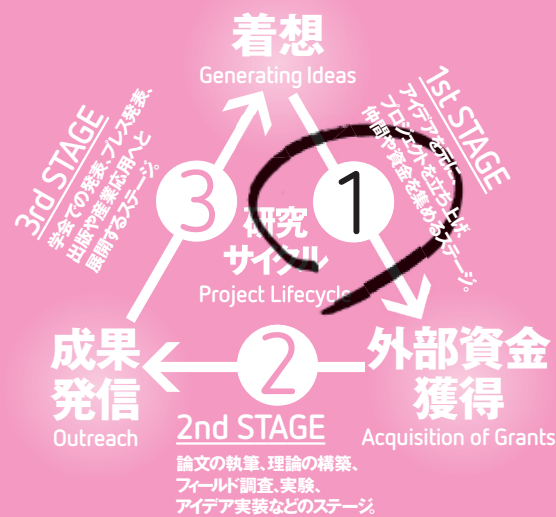 着想
Generating Ideas
1st STAGE
アイデアを元に、
プロジェクトを立ち上げ、
仲間や資金を集めるステージ。
1
外部資金
獲得
Acquisition of Grants
2
2nd STAGE
論文の執筆、理論の構築、
フィールド調査、実験、
アイデア実装などのステージ。
成果
発信
Outreach
3
3rd STAGE
学会での発表、プレス発表、
出版や産業応用へと
展開するステージ。
研究
サイクル
Project Lifecycle